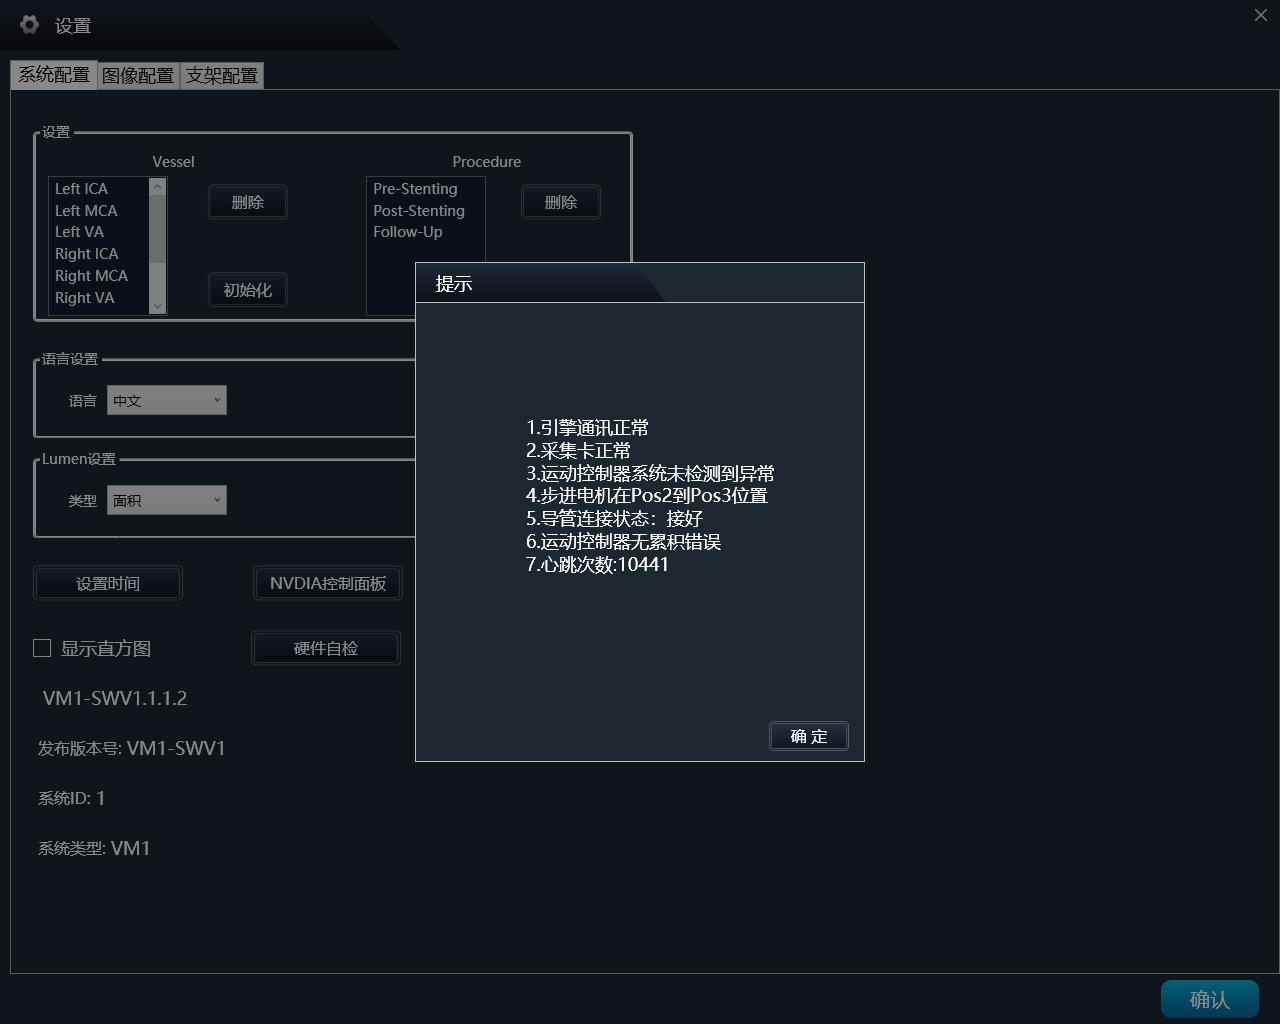 设置
系统配置 图像配置 支架配置
设置
Vessel
Left ICA
Left MCA
Left VA
Right ICA
Right MCA
Right VA
删除
初始化
Procedure
Pre-Stenting
Post-Stenting
Follow-Up
删除
语言设置
语言 中文
Lumen设置
类型 面积
设置时间 NVDIA控制面板
显示直方图 硬件自检
VM1-SWV1.1.1.2
发布版本号: VM1-SWV1
系统ID: 1
系统类型: VM1
提示
1.引擎通讯正常
2.采集卡正常
3.运动控制器系统未检测到异常
4.步进电机在Pos2到Pos3位置
5.导管连接状态：接好
6.运动控制器无累积错误
7.心跳次数:10441
确 定
确认